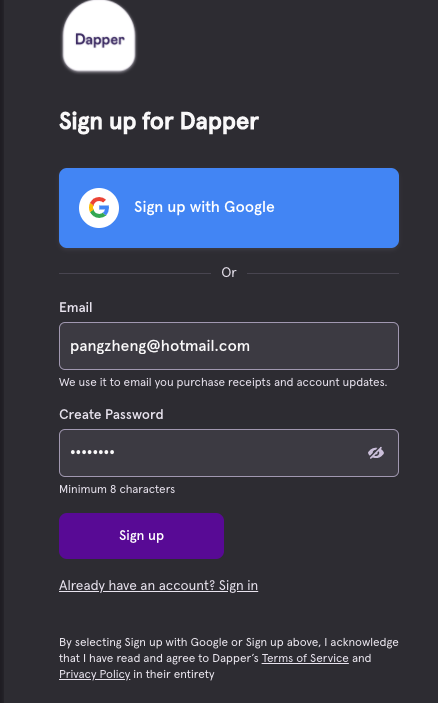 Dapper
Sign up for Dapper
Sign up with Google
Or
Email
pangzheng@hotmail.com
We use it to email you purchase receipts and account updates.
Create Password
••••••••
Minimum 8 characters
Sign up
Already have an account? Sign in
By selecting Sign up with Google or Sign up above, I acknowledge
that I have read and agree to Dapper’s Terms of Service and
Privacy Policy in their entirety